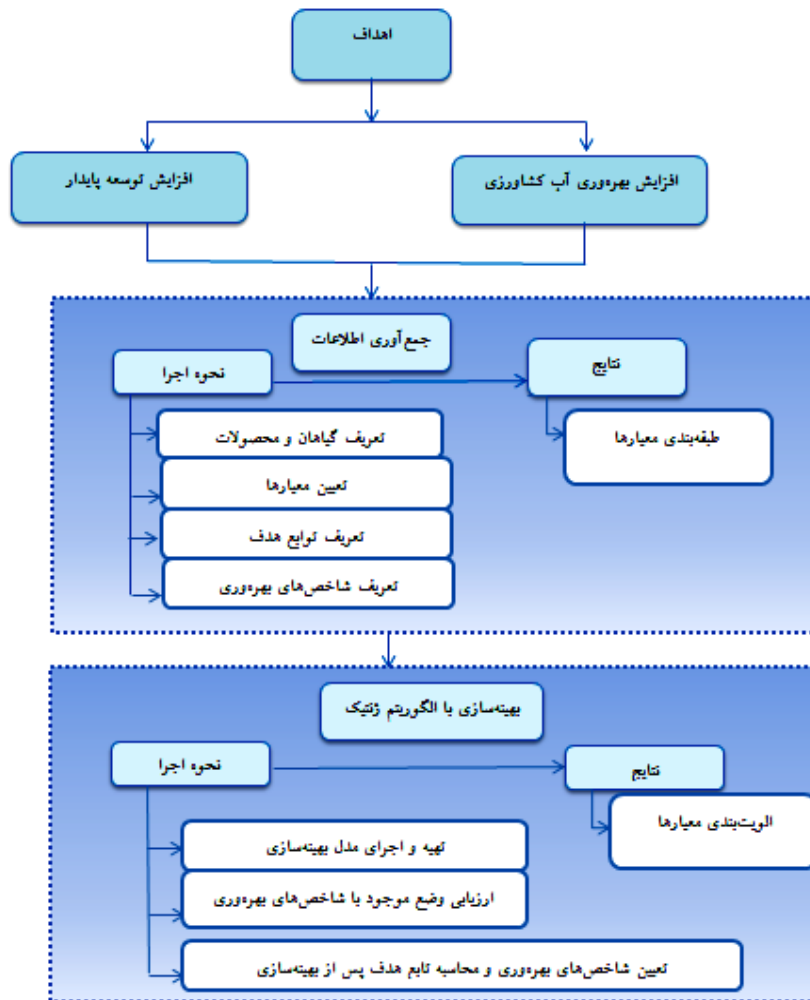 اهداف
افزایش بهره‌وری آب کشاورزی
افزایش توسعه پایدار
جمع‌آوری اطلاعات
نحوه اجرا
نتایج
تعریف گیاهان و محصولات
طبقه‌بندی معیارها
تعیین معیارها
تعریف توابع هدف
تعریف شاخص‌های بهره‌وری
بهینه‌سازی با الگوریتم ژنتیک
نحوه اجرا
نتایج
الویت‌بندی معیارها
تهیه و اجرای مدل بهینه‌سازی
ارزیابی وضع موجود با شاخص‌های بهره‌وری
تعیین شاخص‌های بهره‌وری و محاسبه تابع هدف پس از بهینه‌سازی